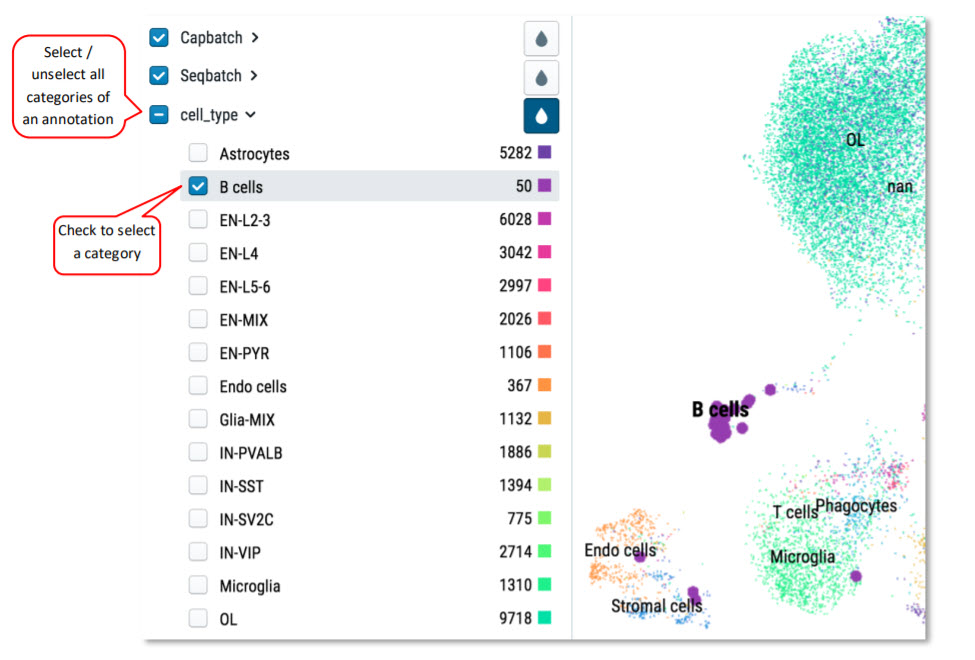 Select /
unselect all
categories of
an annotation
Check to select
a category
Capbatch
Seqbatch
cell_type
Astrocytes 5282
B cells 50
EN-L2-3 6028
EN-L4 3042
EN-L5-6 2997
EN-MIX 2026
EN-PYR 1106
Endo cells 367
Glia-MIX 1132
IN-PVALB 1886
IN-SST 1394
IN-SV2C 775
IN-VIP 2714
Microglia 1310
OL 9718
OL
nan
B cells
T cells
Phagocytes
Endo cells
Microglia
Stromal cells